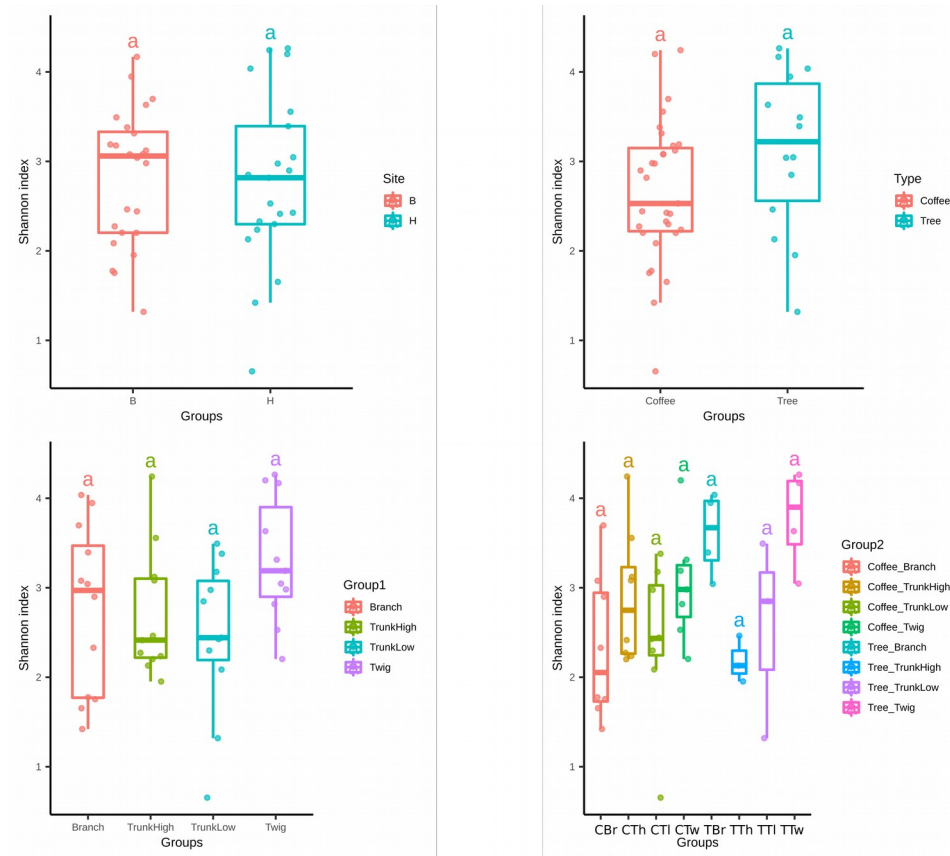 a a
4
3
2
1
Shannon index
B H
Groups
Site
B
H
a a
4
3
2
1
Shannon index
Coffee Tree
Groups
Type
Coffee
Tree
a a a a
4
3
2
1
Shannon index
Branch TrunkHigh TrunkLow Twig
Groups
Group1
Branch
TrunkHigh
TrunkLow
Twig
a a a a a a a a
4
3
2
1
Shannon index
CBr CTh CTl CTw TBr TTh TTl TTw
Groups
Group2
Coffee_Branch
Coffee_TrunkHigh
Coffee_TrunkLow
Coffee_Twig
Tree_Branch
Tree_TrunkHigh
Tree_TrunkLow
Tree_Twig